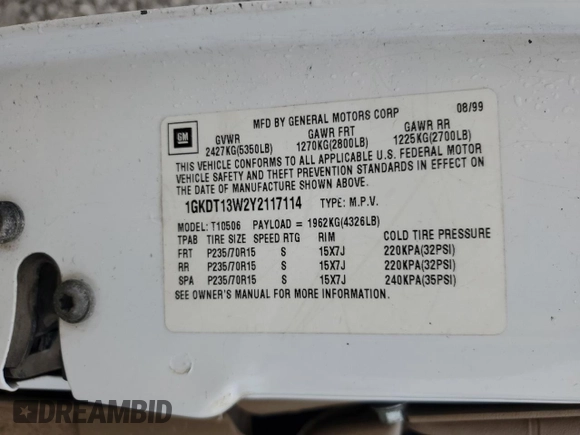 MFD BY GENERAL MOTORS CORP 08/99
GM
GVWR GAWR FRT GAWR RR
2427KG(5350LB) 1270KG(2800LB) 1225KG(2700LB)
THIS VEHICLE CONFORMS TO ALL APPLICABLE U.S. FEDERAL MOTOR
VEHICLE SAFETY AND THEFT PREVENTION STANDARDS IN EFFECT ON
THE DATE OF MANUFACTURE SHOWN ABOVE.
1GKDT13W2Y2117114 TYPE: M.P.V.
MODEL: T10506 PAYLOAD = 1962KG(4326LB)
TPAB TIRE SIZE SPEED RTG RIM COLD TIRE PRESSURE
FRT P235/70R15 S 15X7J 220KPA(32PSI)
RR P235/70R15 S 15X7J 220KPA(32PSI)
SPA P235/70R15 S 15X7J 240KPA(35PSI)
SEE OWNER'S MANUAL FOR MORE INFORMATION.
DREAMBID